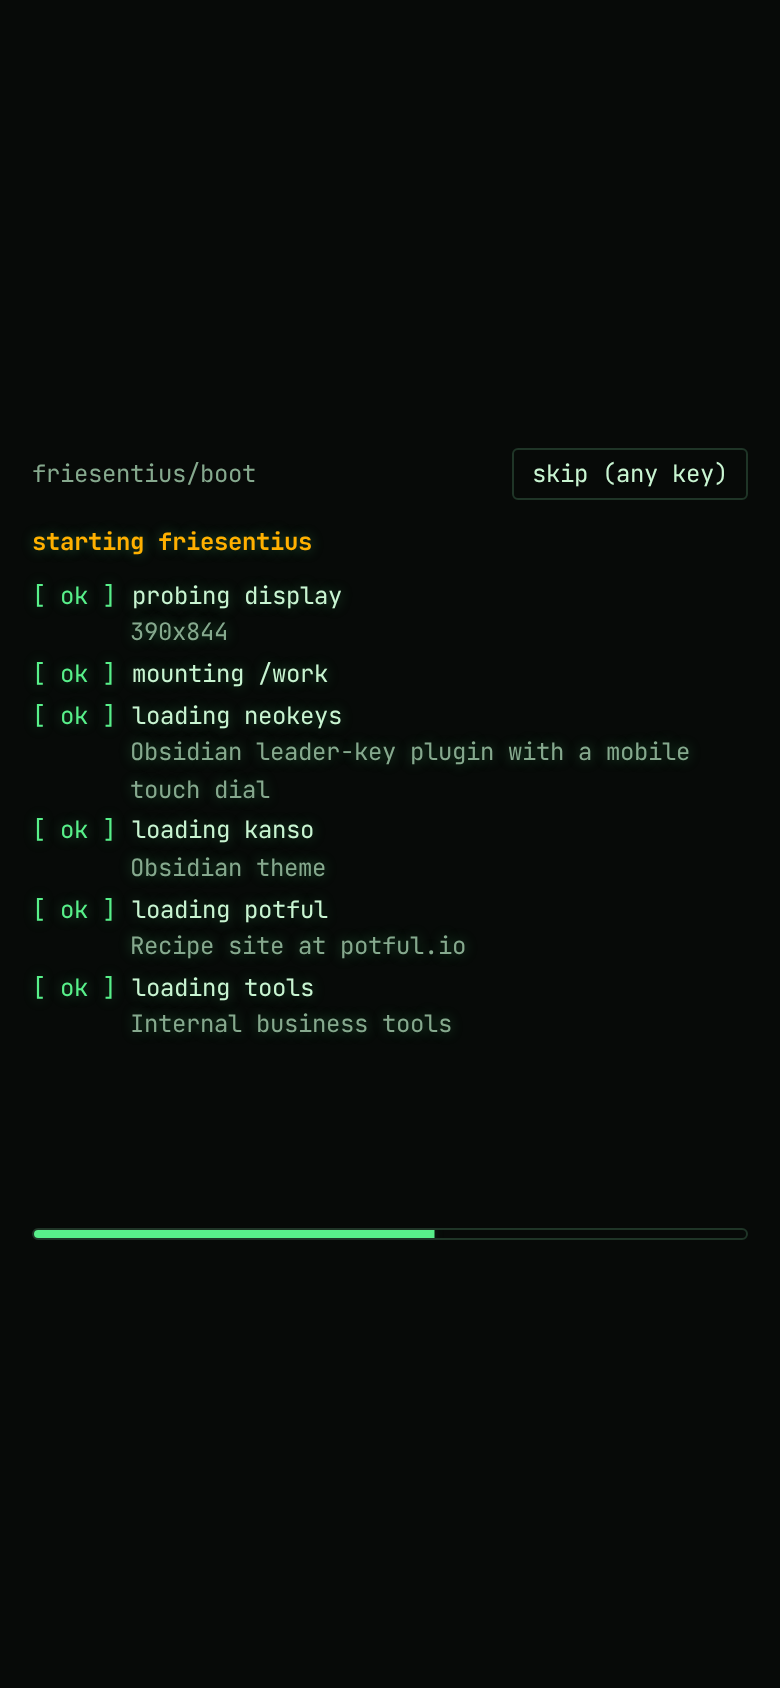 friesentius/boot
skip (any key)
starting friesentius
[ ok ] probing display
390x844
[ ok ] mounting /work
[ ok ] loading neokeys
Obsidian leader-key plugin with a mobile
touch dial
[ ok ] loading kanso
Obsidian theme
[ ok ] loading potful
Recipe site at potful.io
[ ok ] loading tools
Internal business tools